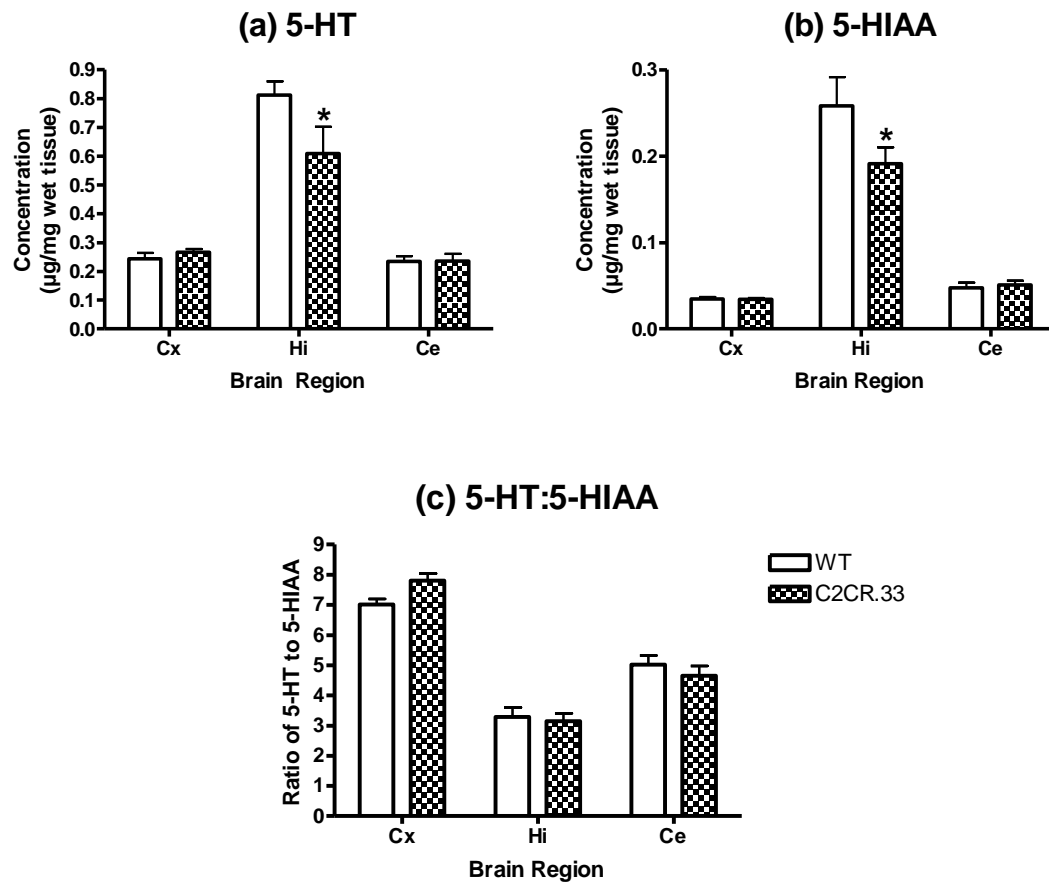 (a) 5-HT
Concentration
(µg/mg wet tissue)
0.9
0.8
0.7
0.6
0.5
0.4
0.3
0.2
0.1
0.0
*
Cx Hi Ce
Brain Region
(b) 5-HIAA
Concentration
(µg/mg wet tissue)
0.3
0.2
0.1
0.0
*
Cx Hi Ce
Brain Region
(c) 5-HT:5-HIAA
Ratio of 5-HT to 5-HIAA
9
8
7
6
5
4
3
2
1
0
Cx Hi Ce
Brain Region
WT
C2CR.33